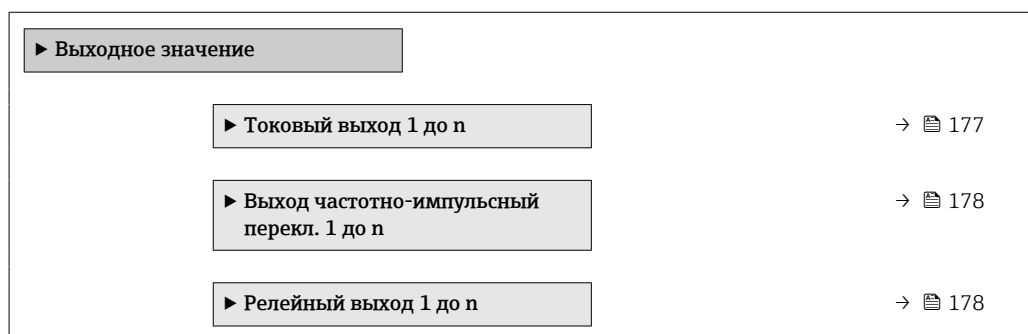 ▶ Выходное значение
▶ Токовый выход 1 до n → 177
▶ Выход частотно-импульсный → 178
перекл. 1 до n
▶ Релейный выход 1 до n → 178